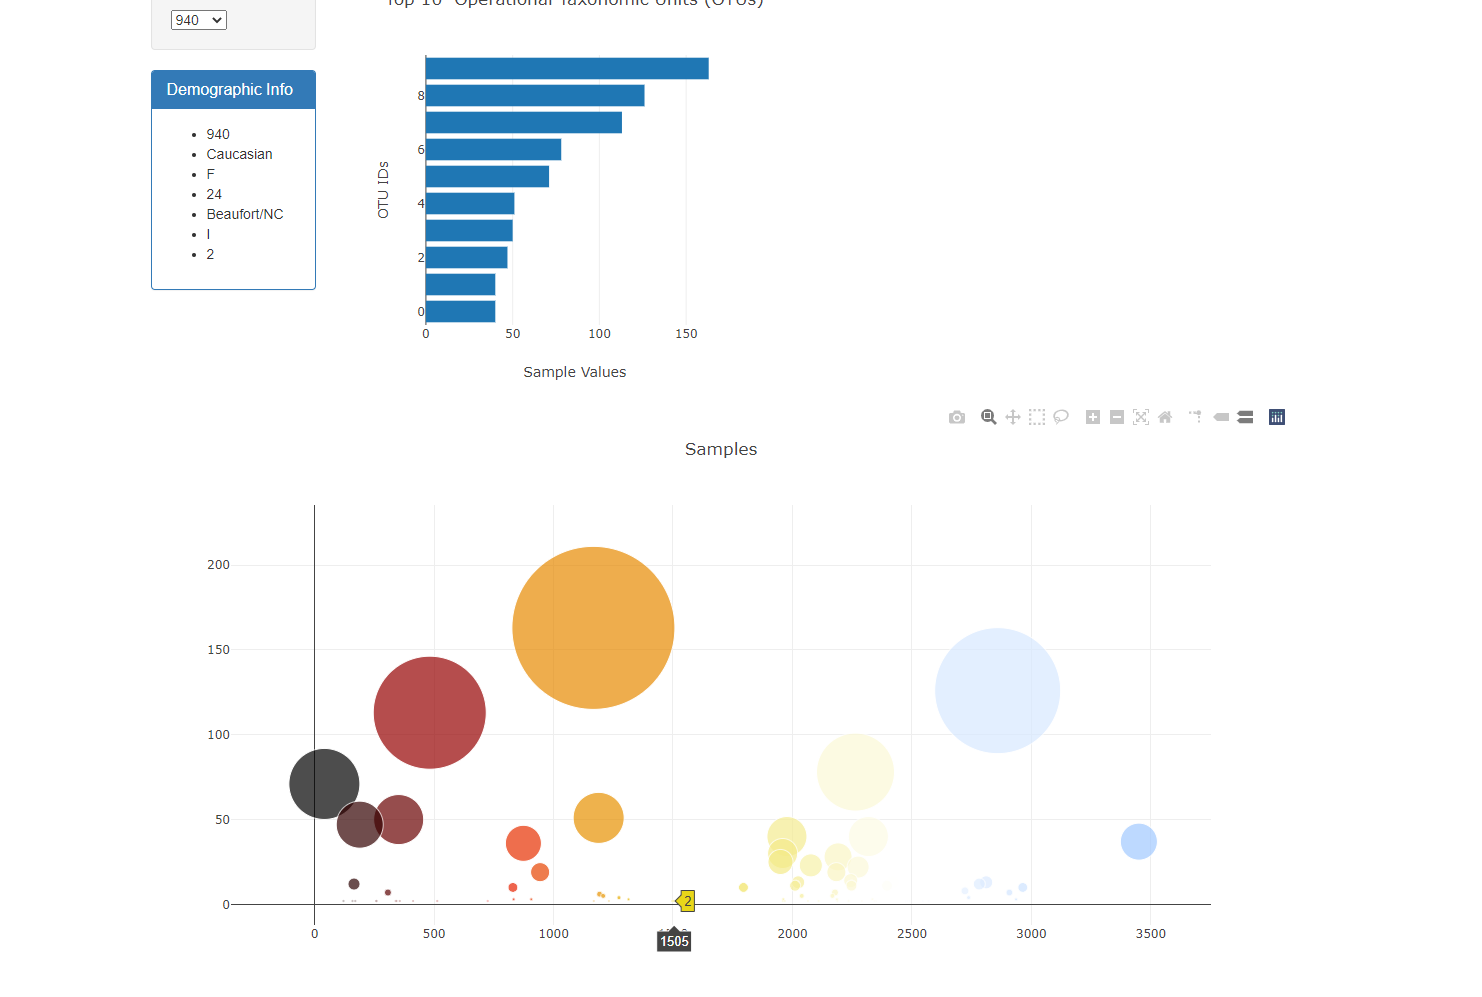 Top 10 Operational Taxonomic Units (OTUs)
940
Demographic Info
940
Caucasian
F
24
Beaufort/NC
I
2
8
6
4
2
0
OTU IDs
0 50 100 150
Sample Values
Samples
200
150
100
50
0
2
0 500 1000 2000 2500 3000 3500
1505